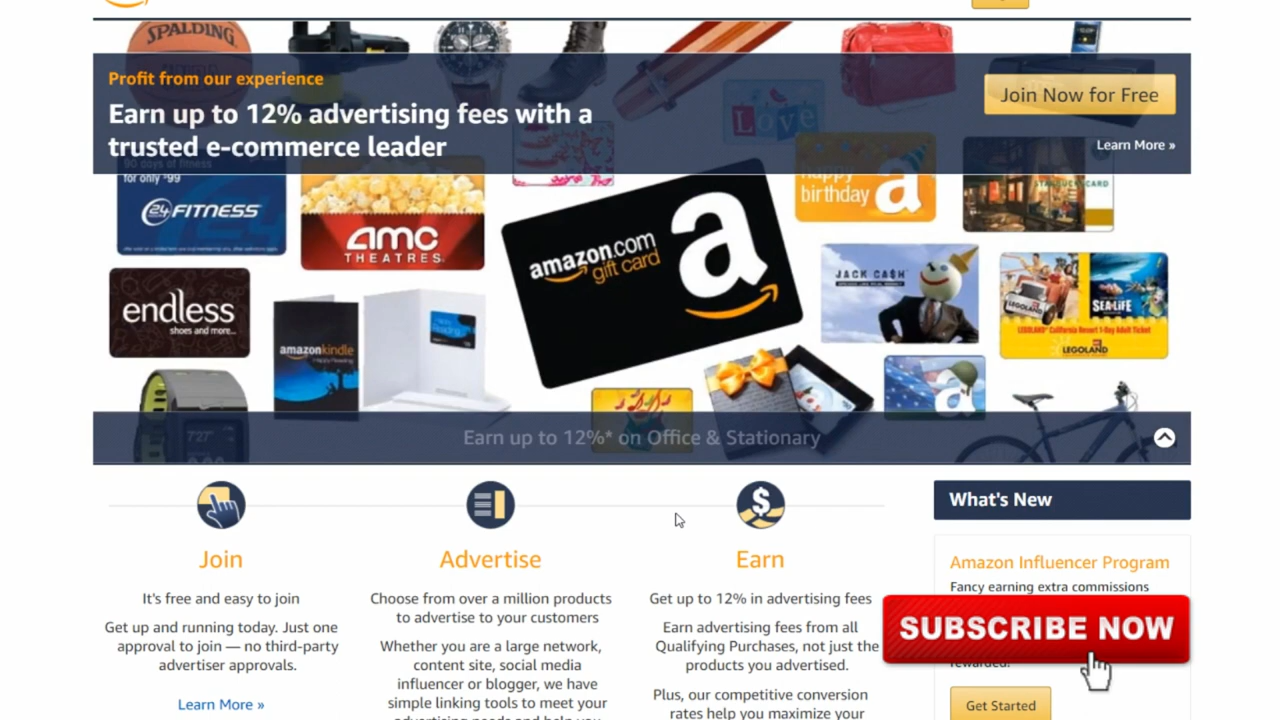 SPALDING
Profit from our experience
Earn up to 12% advertising fees with a
trusted e-commerce leader
Join Now for Free
Learn More »
Love
for only $99
24 FITNESS
amc
THEATRES
amazon.com
gift card
a
happy
birthday
a
JACK CA$H
SEA LIFE
LEGOLAND® California Resort 1-Day Adult Ticket
LEGOLAND
endless
shoes and more...
amazonkindle
a
Earn up to 12%* on Office & Stationary
Join
It's free and easy to join
Get up and running today. Just one
approval to join — no third-party
advertiser approvals.
Learn More »
Advertise
Choose from over a million products
to advertise to your customers
Whether you are a large network,
content site, social media
influencer or blogger, we have
simple linking tools to meet your
Earn
Get up to 12% in advertising fees
Earn advertising fees from all
Qualifying Purchases, not just the
products you advertised.
Plus, our competitive conversion
rates help you maximize your
What's New
Amazon Influencer Program
Fancy earning extra commissions
SUBSCRIBE NOW
rewarded!
Get Started